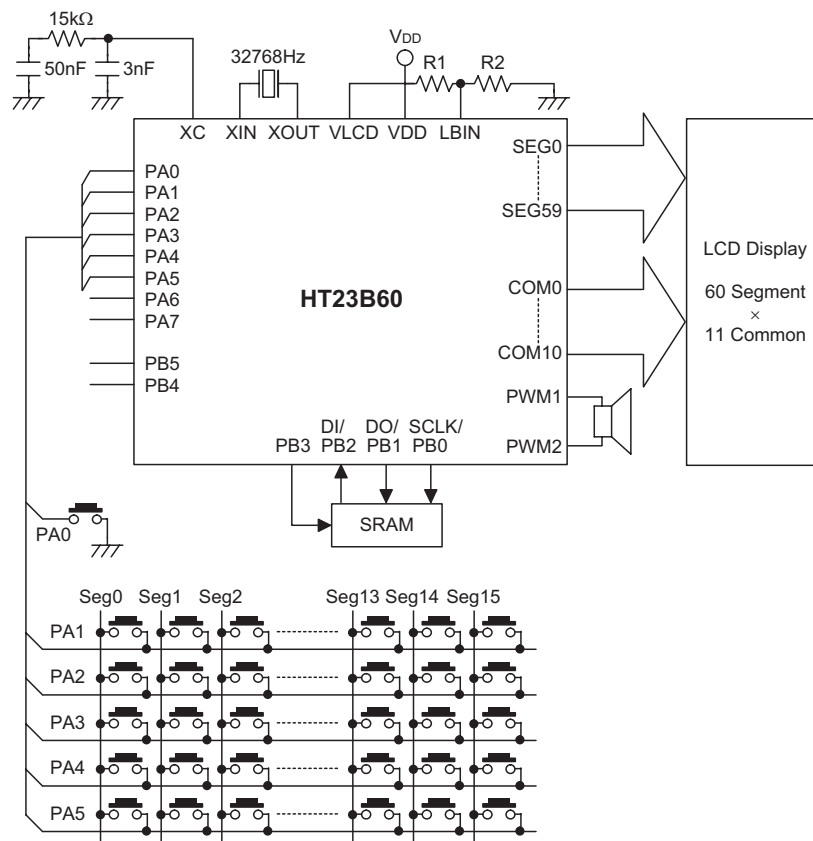 15kΩ
50nF
3nF
32768Hz
VDD
R1
R2
XC
XIN
XOUT
VLCD
VDD
LBIN
PA0
PA1
PA2
PA3
PA4
PA5
PA6
PA7
PB5
PB4
HT23B60
SEG0
SEG59
COM0
COM10
PWM1
PWM2
LCD Display
60 Segment
×
11 Common
PB3
DI/
PB2
DO/
PB1
SCLK/
PB0
SRAM
PA0
Seg0
Seg1
Seg2
Seg13
Seg14
Seg15
PA1
PA2
PA3
PA4
PA5